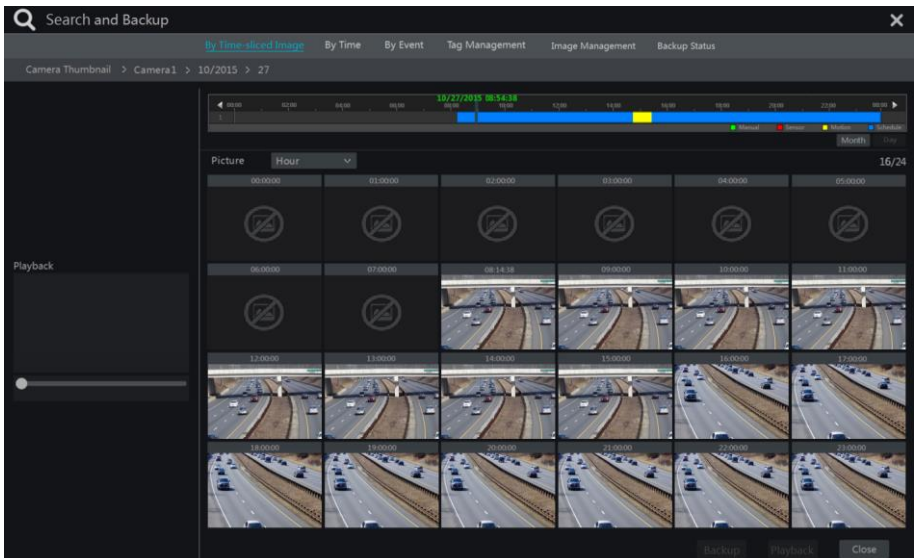 Search and Backup
By Time-sliced Image By Time By Event Tag Management Image Management Backup Status
Camera Thumbnail > Camera1 > 10/2015 > 27
10/27/2015 08:54:38
00:00 02:00 04:00 06:00 08:00 10:00 12:00 14:00 16:00 18:00 20:00 22:00 00:00
1
Manual Sensor Motion Schedule
Month Day
Picture Hour 16/24
00:00:00 01:00:00 02:00:00 03:00:00 04:00:00 05:00:00
Playback
06:00:00 07:00:00 08:14:38 09:00:00 10:00:00 11:00:00
12:00:00 13:00:00 14:00:00 15:00:00 16:00:00 17:00:00
18:00:00 19:00:00 20:00:00 21:00:00 22:00:00 23:00:00
Backup Playback Close